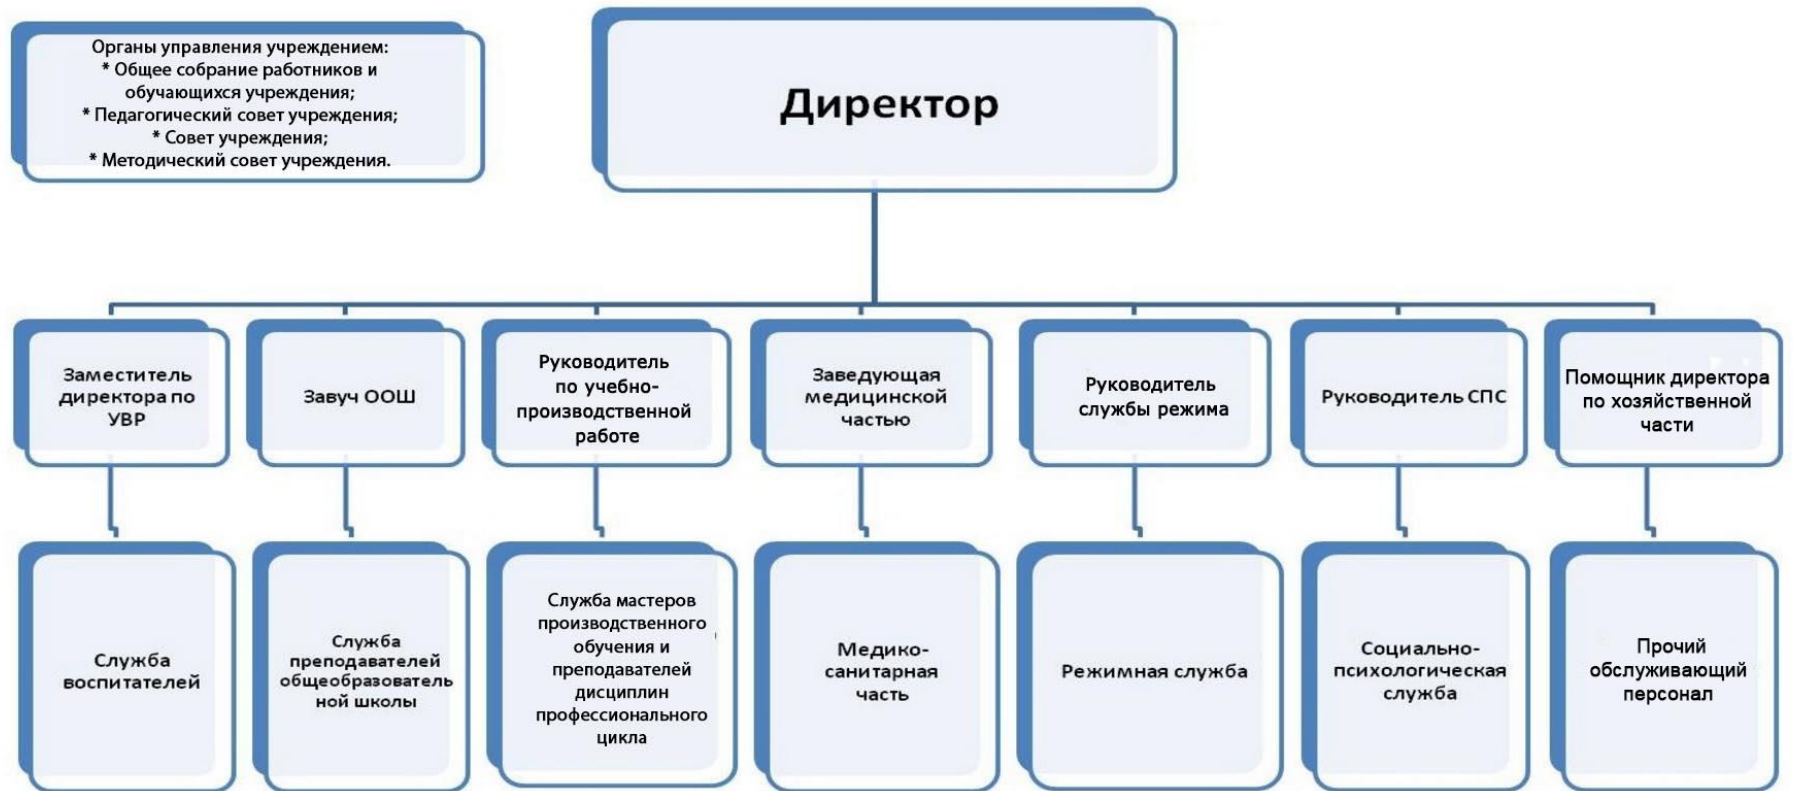 Органы управления учреждением:
* Общее собрание работников и
обучающихся учреждения;
* Педагогический совет учреждения;
* Совет учреждения;
* Методический совет учреждения.
Директор
Заместитель
директора по
УВР
Завуч ООШ
Руководитель
по учебно-
производственной
работе
Заведующая
медицинской
частью
Руководитель
службы режима
Руководитель СПС
Помощник директора
по хозяйственной
части
Служба
воспитателей
Служба
преподавателей
общеобразователь
ной школы
Служба мастеров
производственного
обучения и
преподавателей
дисциплин
профессионального
цикла
Медико-
санитарная
часть
Режимная служба
Социально-
психологическая
служба
Прочий
обслуживающий
персонал